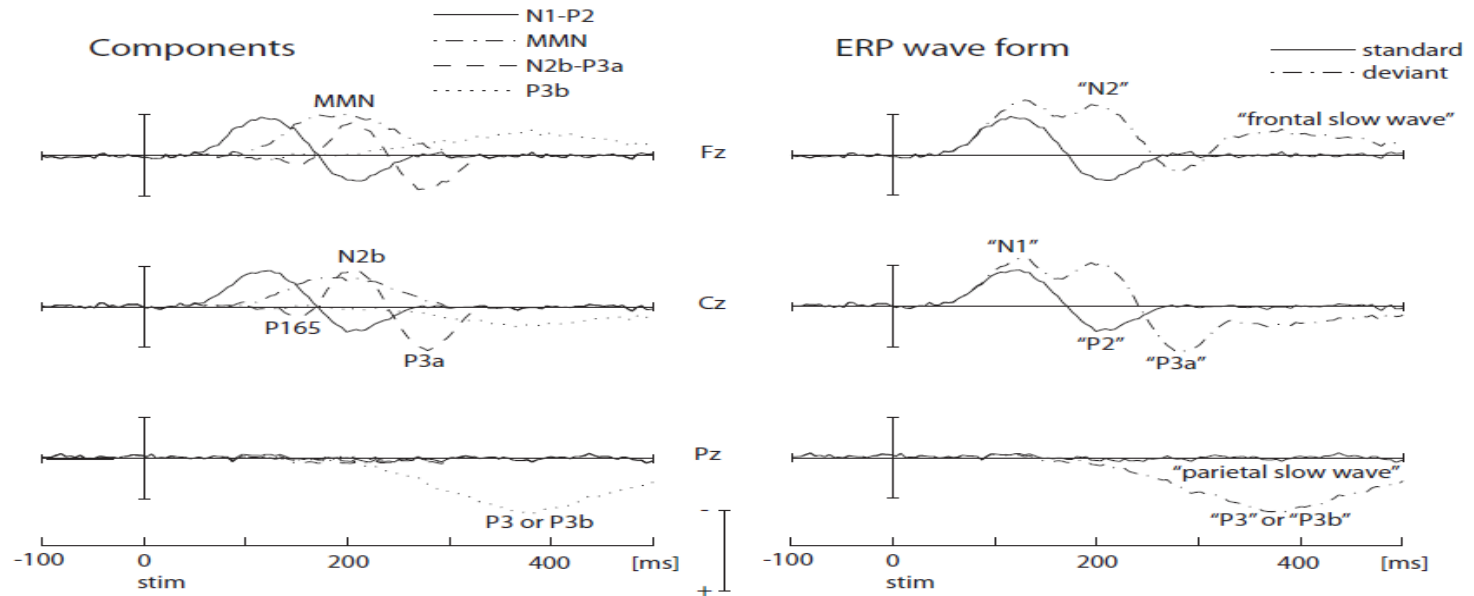 Components
N1-P2
MMN
N2b-P3a
P3b
MMN
ERP wave form
standard
deviant
“N2”
“frontal slow wave”
Fz
N2b
P165
P3a
Cz
“N1”
“P2”
“P3a”
Pz
P3 or P3b
“parietal slow wave”
“P3” or “P3b”
-100 0 200 400 [ms]
stim
-
+
-100 0 200 400 [ms]
stim